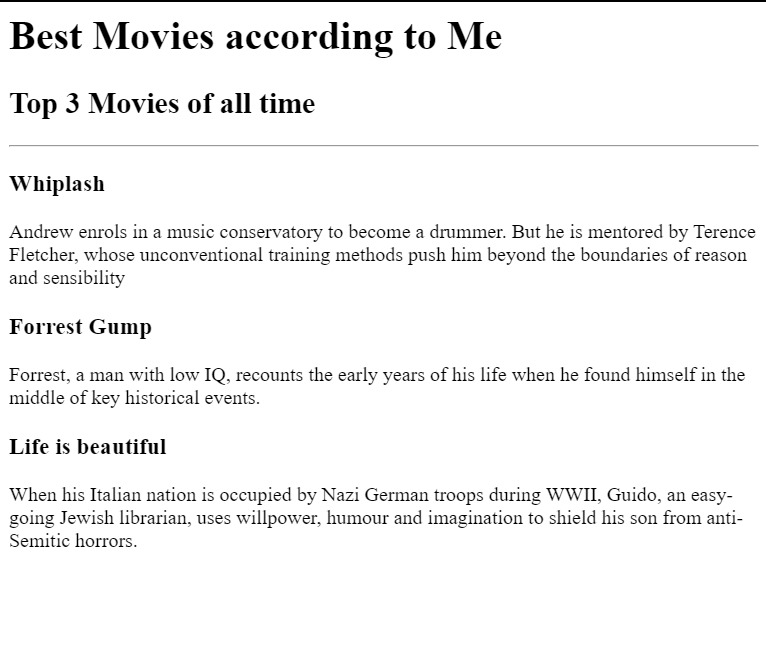 Best Movies according to Me
Top 3 Movies of all time
Whiplash
Andrew enrols in a music conservatory to become a drummer. But he is mentored by Terence
Fletcher, whose unconventional training methods push him beyond the boundaries of reason
and sensibility
Forrest Gump
Forrest, a man with low IQ, recounts the early years of his life when he found himself in the
middle of key historical events.
Life is beautiful
When his Italian nation is occupied by Nazi German troops during WWII, Guido, an easy-
going Jewish librarian, uses willpower, humour and imagination to shield his son from anti-
Semitic horrors.